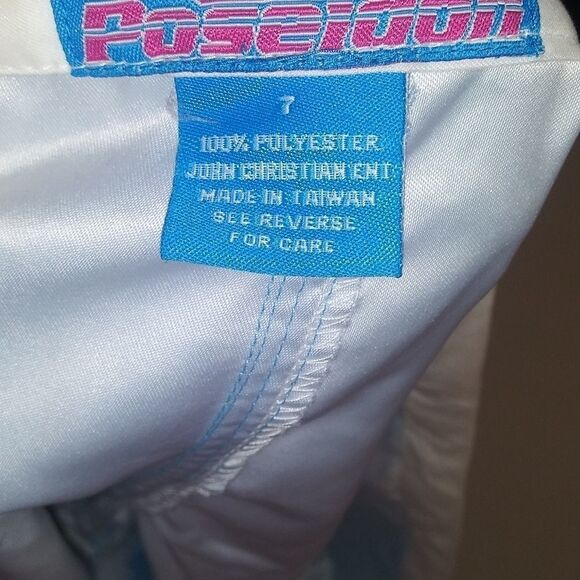 Poseidon
7
100% POLYESTER
JOHN CHRISTIAN ENT
MADE IN TAIWAN
SEE REVERSE
FOR CARE